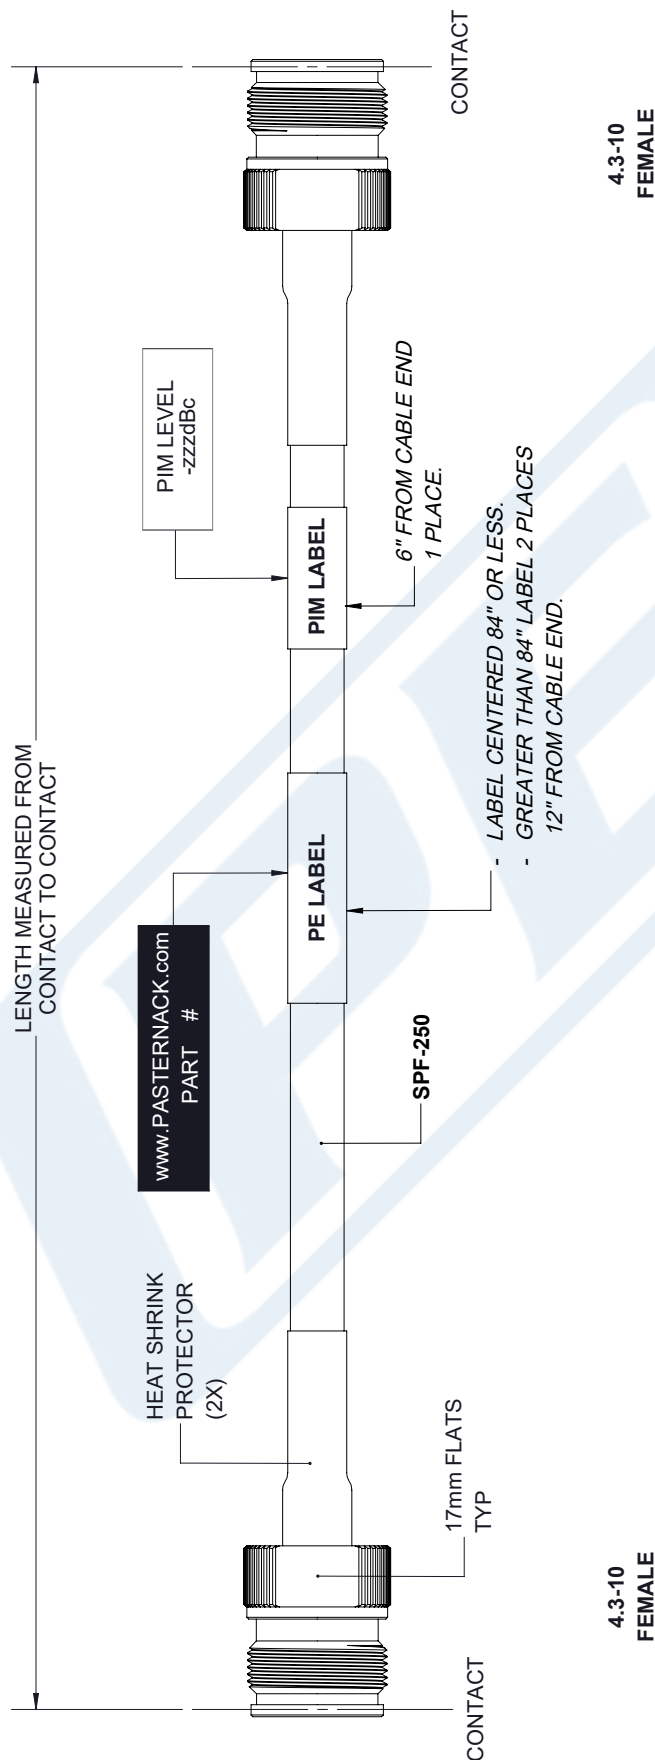 LENGTH MEASURED FROM
CONTACT TO CONTACT
HEAT SHRINK
PROTECTOR
(2X)
www.PASTERNACK.com
PART #
PIM LEVEL
-zzzdBc
PE LABEL
PIM LABEL
17mm FLATS
TYP
SPF-250
6" FROM CABLE END
1 PLACE.
- LABEL CENTERED 84" OR LESS.
- GREATER THAN 84" LABEL 2 PLACES
12" FROM CABLE END.
CONTACT
CONTACT
4.3-10
FEMALE
4.3-10
FEMALE
PE